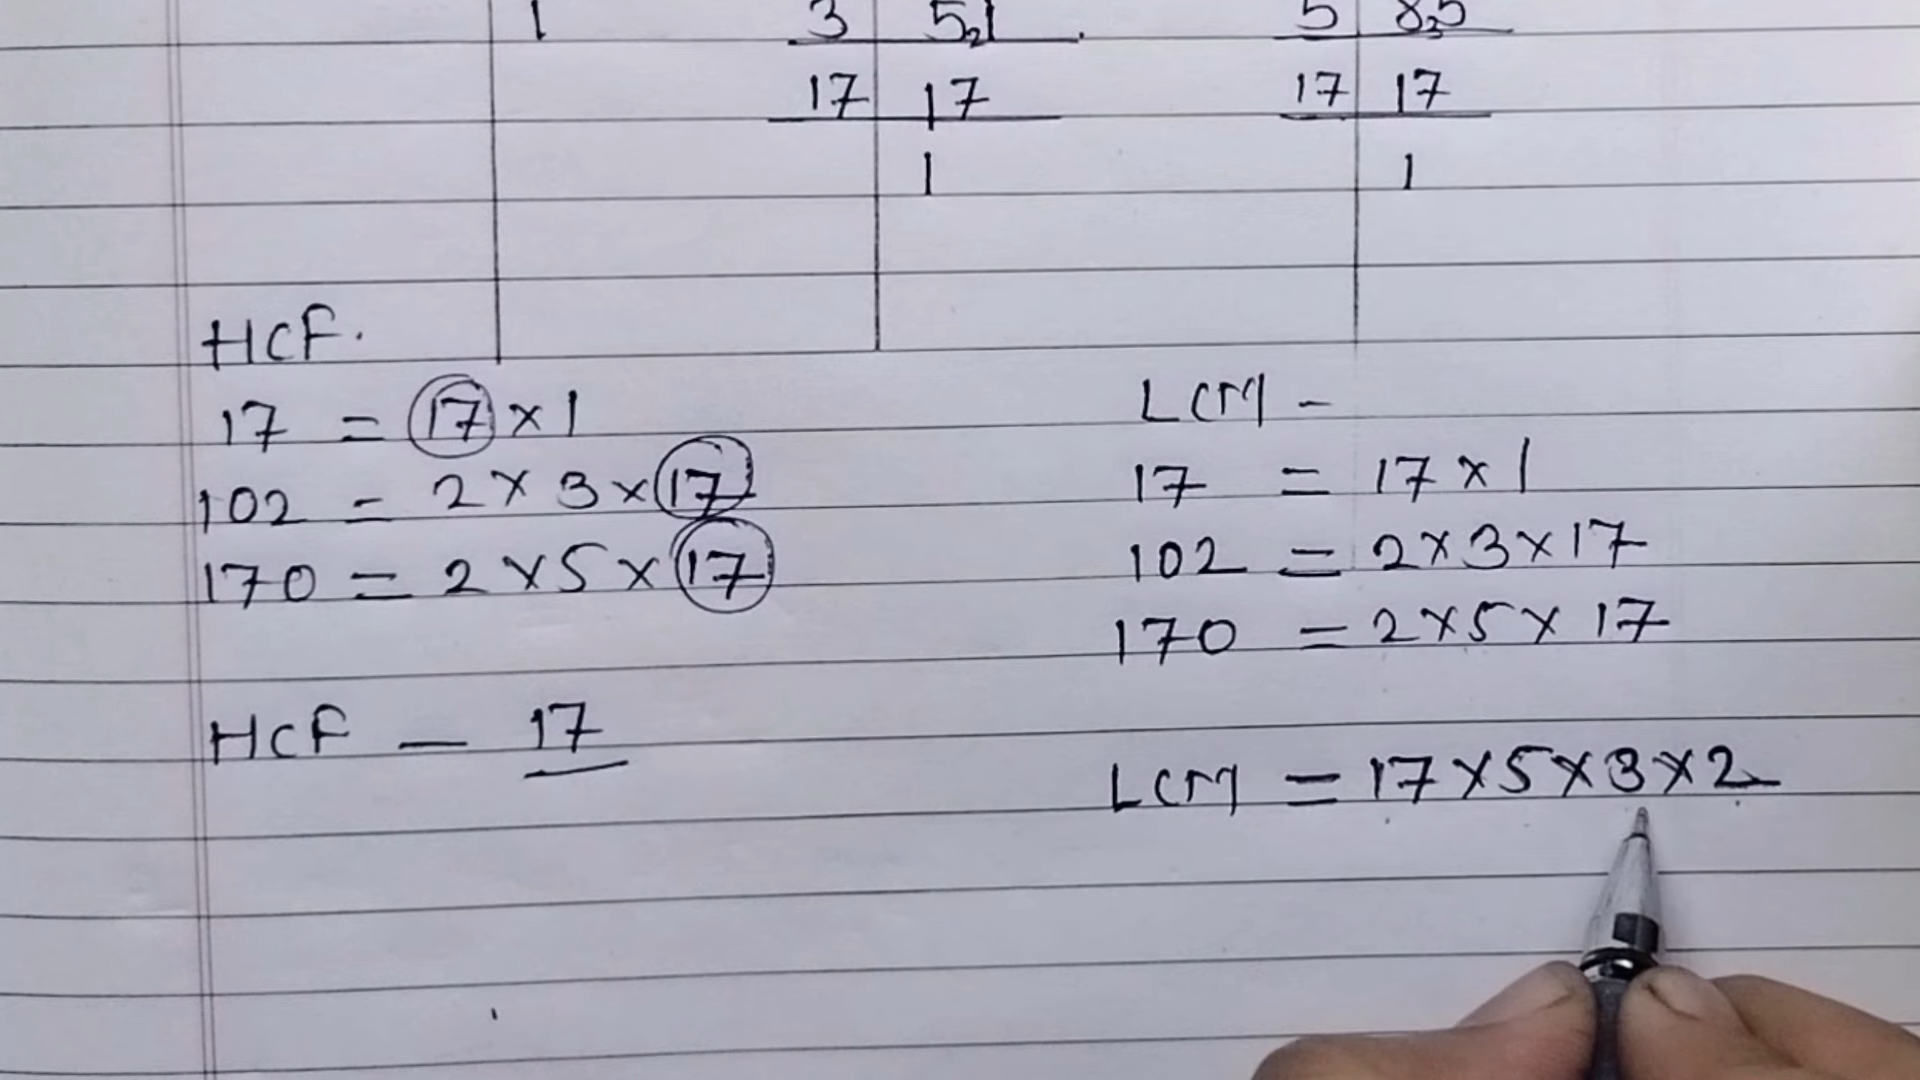 1 3 51 5 85
17 17 17 17
1 1
HCF.
17 = 17 × 1
102 = 2 × 3 × 17
170 = 2 × 5 × 17
HCF — 17
LCM -
17 = 17 × 1
102 = 2 × 3 × 17
170 = 2 × 5 × 17
LCM = 17 × 5 × 3 × 2